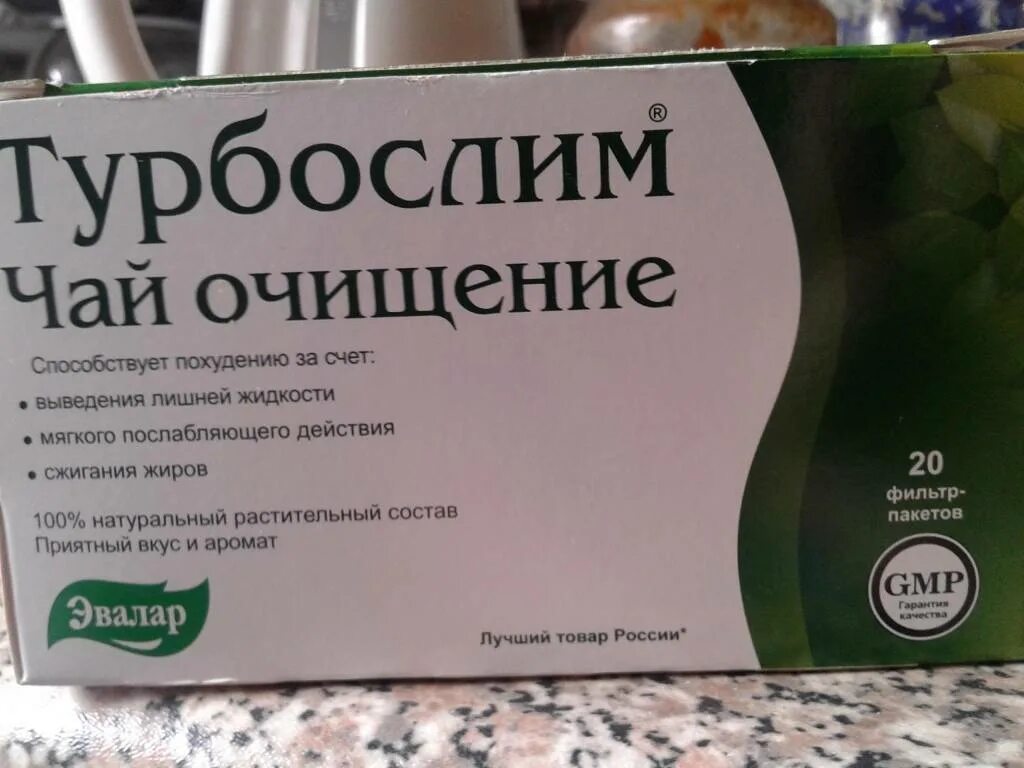 Турбослим®
Чай очищение
Способствует похудению за счет:
• выведения лишней жидкости
• мягкого послабляющего действия
• сжигания жиров
100% натуральный растительный состав
Приятный вкус и аромат
Эвалар
Лучший товар России*
20
фильтр-
пакетов
GMP
Гарантия
качества